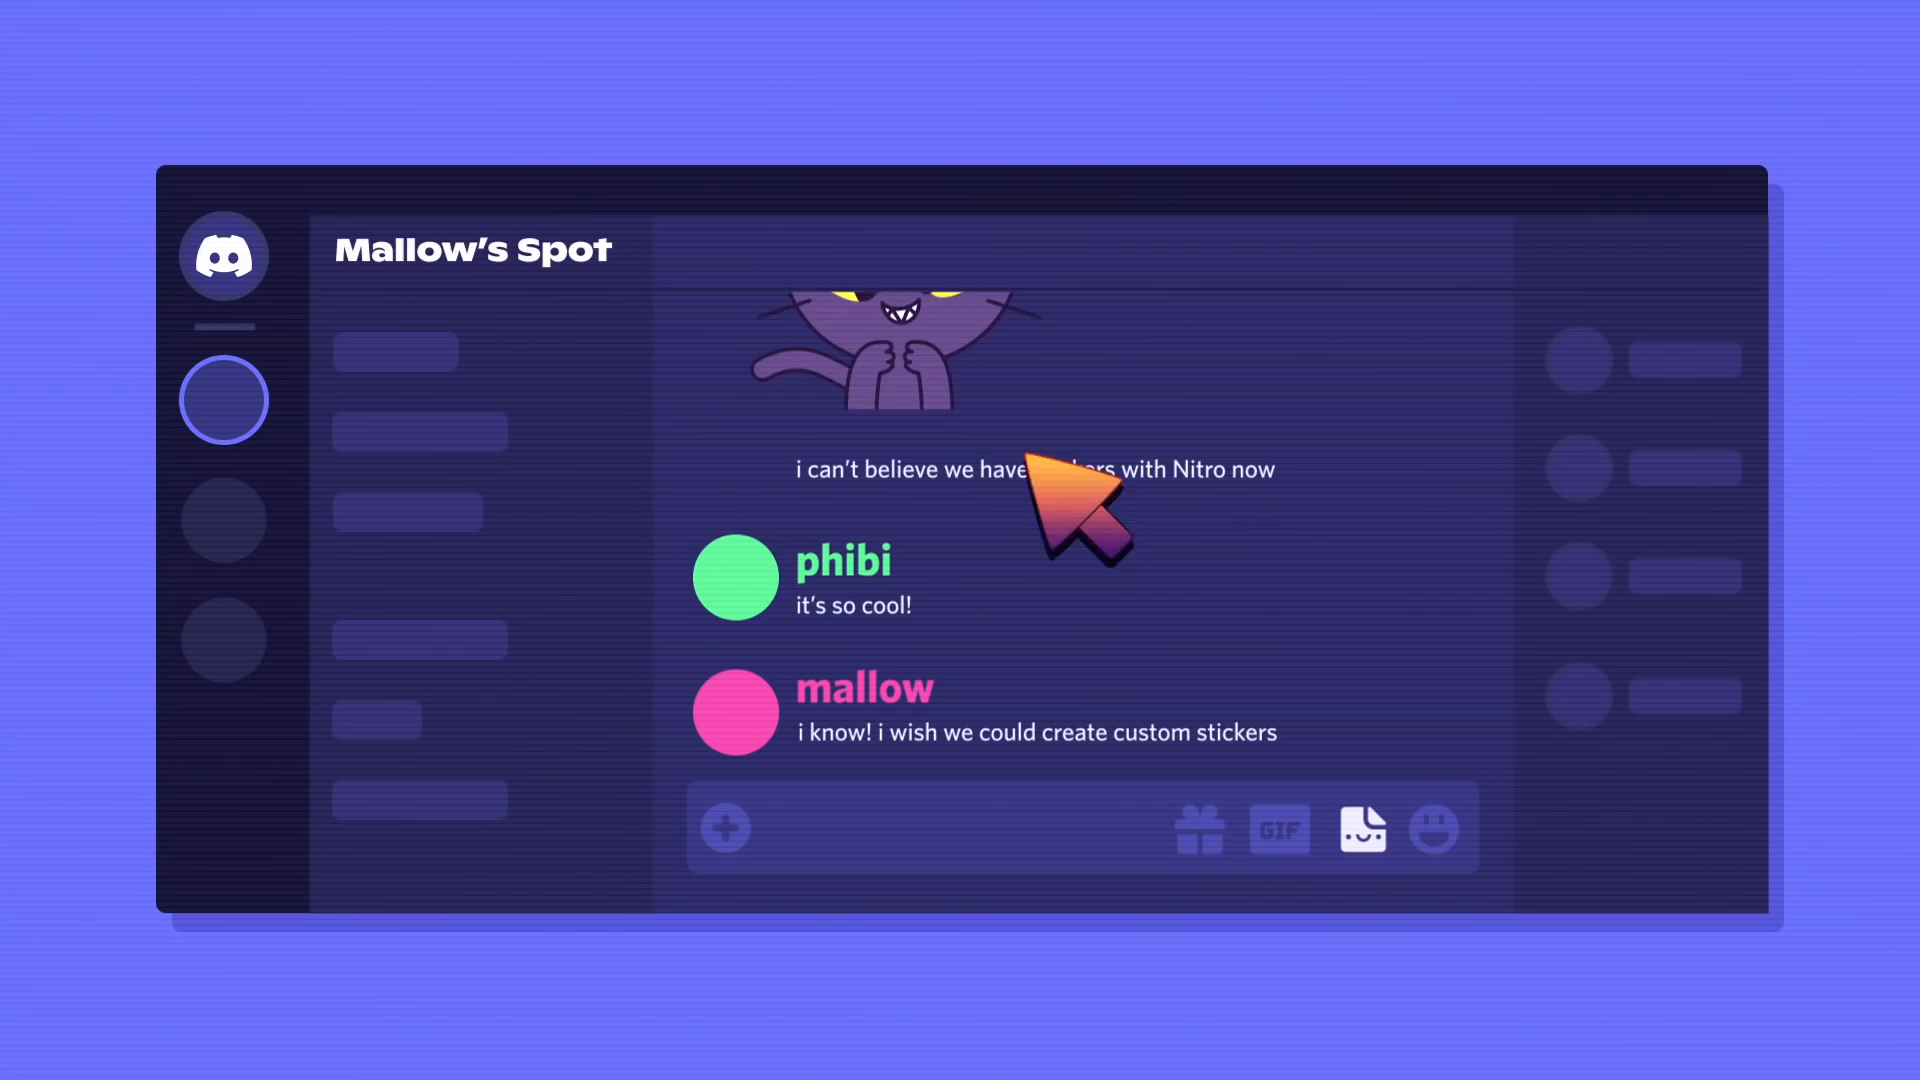 Mallow's Spot
i can't believe we have with Nitro now
phibi
it's so cool!
mallow
i know! i wish we could create custom stickers
GIF